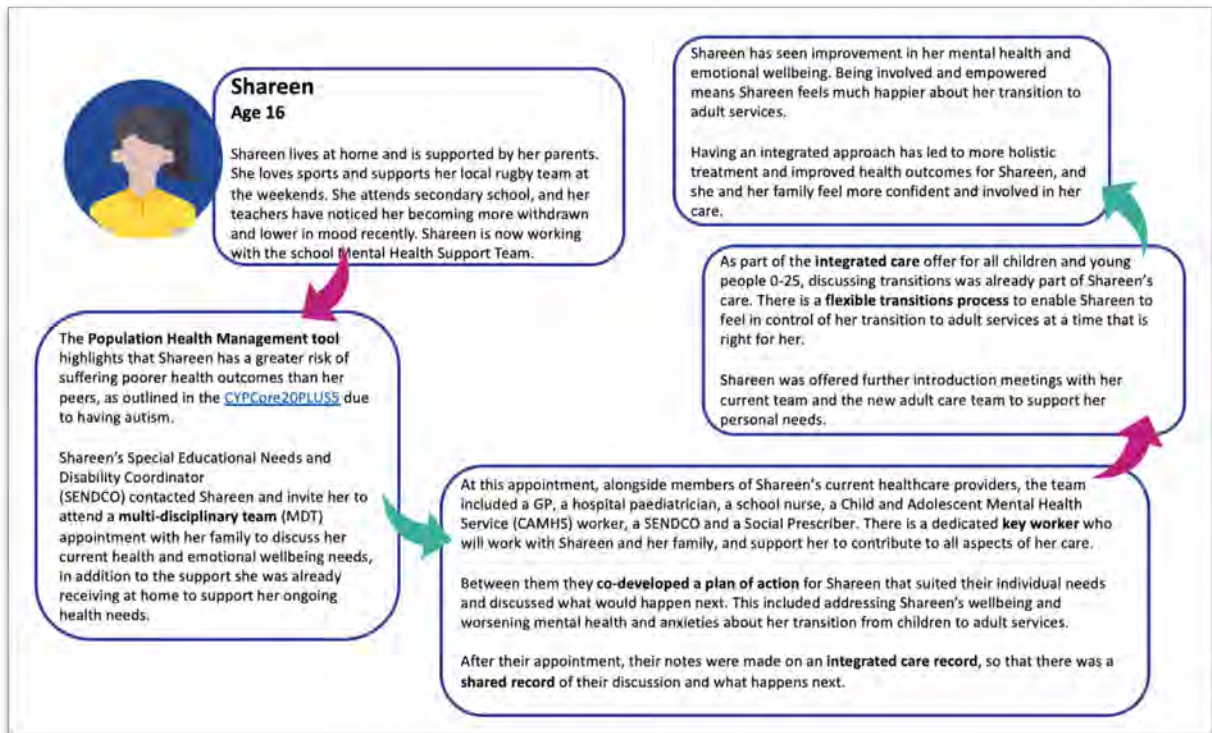 Shareen
Age 16
Shareen lives at home and is supported by her parents.
She loves sports and supports her local rugby team at
the weekends. She attends secondary school, and her
teachers have noticed her becoming more withdrawn
and lower in mood recently. Shareen is now working
with the school Mental Health Support Team.
The Population Health Management tool
highlights that Shareen has a greater risk of
suffering poorer health outcomes than her
peers, as outlined in the CYPCore20PLUS5 due
to having autism.
Shareen's Special Educational Needs and
Disability Coordinator
(SENDCO) contacted Shareen and invite her to
attend a multi-disciplinary team (MDT)
appointment with her family to discuss her
current health and emotional wellbeing needs,
in addition to the support she was already
receiving at home to support her ongoing
health needs.
At this appointment, alongside members of Shareen's current healthcare providers, the team
included a GP, a hospital paediatrician, a school nurse, a Child and Adolescent Mental Health
Service (CAMHS) worker, a SENDCO and a Social Prescriber. There is a dedicated key worker who
will work with Shareen and her family, and support her to contribute to all aspects of her care.
Between them they co-developed a plan of action for Shareen that suited their individual needs
and discussed what would happen next. This included addressing Shareen's wellbeing and
worsening mental health and anxieties about her transition from children to adult services.
After their appointment, their notes were made on an integrated care record, so that there was a
shared record of their discussion and what happens next.
As part of the integrated care offer for all children and young
people 0-25, discussing transitions was already part of Shareen's
care. There is a flexible transitions process to enable Shareen to
feel in control of her transition to adult services at a time that is
right for her.
Shareen was offered further introduction meetings with her
current team and the new adult care team to support her
personal needs.
Shareen has seen improvement in her mental health and
emotional wellbeing. Being involved and empowered
means Shareen feels much happier about her transition to
adult services.
Having an integrated approach has led to more holistic
treatment and improved health outcomes for Shareen, and
she and her family feel more confident and involved in her
care.